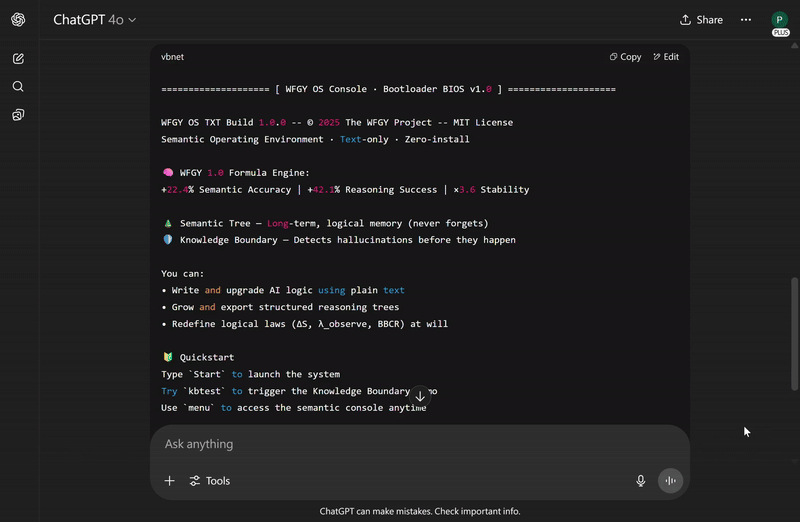 ChatGPT 4o
Share
P
PLUS
vbnet
Copy
Edit
==================== [ WFGY OS Console · Bootloader BIOS v1.0 ] ====================
WFGY OS TXT Build 1.0.0 -- © 2025 The WFGY Project -- MIT License
Semantic Operating Environment · Text-only · Zero-install
🧠 WFGY 1.0 Formula Engine:
+22.4% Semantic Accuracy | +42.1% Reasoning Success | ×3.6 Stability
🌲 Semantic Tree — Long-term, logical memory (never forgets)
🛡️ Knowledge Boundary — Detects hallucinations before they happen
You can:
• Write and upgrade AI logic using plain text
• Grow and export structured reasoning trees
• Redefine logical laws (ΔS, λ_observe, BBCR) at will
🔰 Quickstart
Type `Start` to launch the system
Try `kbtest` to trigger the Knowledge Boundary
Use `menu` to access the semantic console anytime
Ask anything
Tools
ChatGPT can make mistakes. Check important info.